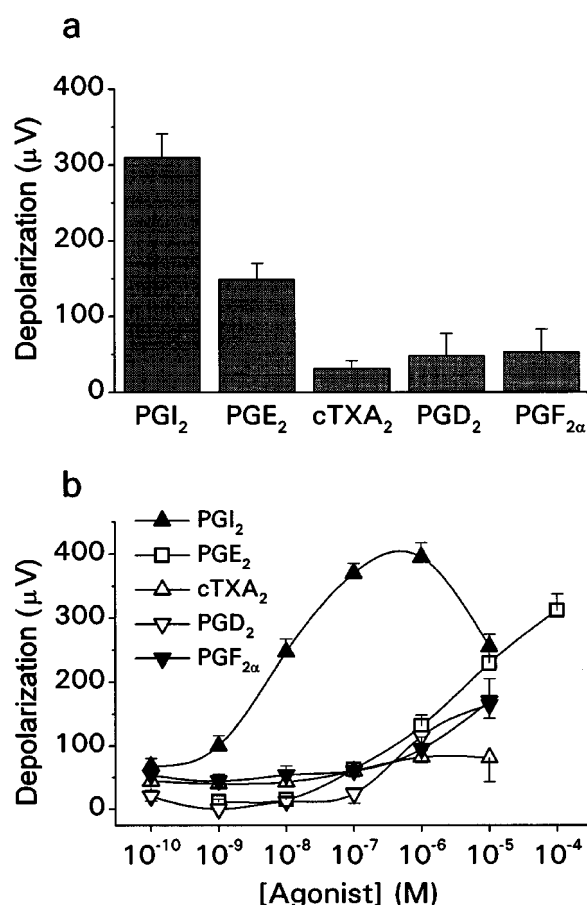 a
Depolarization (μV)
400
300
200
100
0
PGI₂ PGE₂ cTXA₂ PGD₂ PGF₂α
b
PGI₂
PGE₂
cTXA₂
PGD₂
PGF₂α
Depolarization (μV)
400
300
200
100
0
10⁻¹⁰ 10⁻⁹ 10⁻⁸ 10⁻⁷ 10⁻⁶ 10⁻⁵ 10⁻⁴
[Agonist] (M)